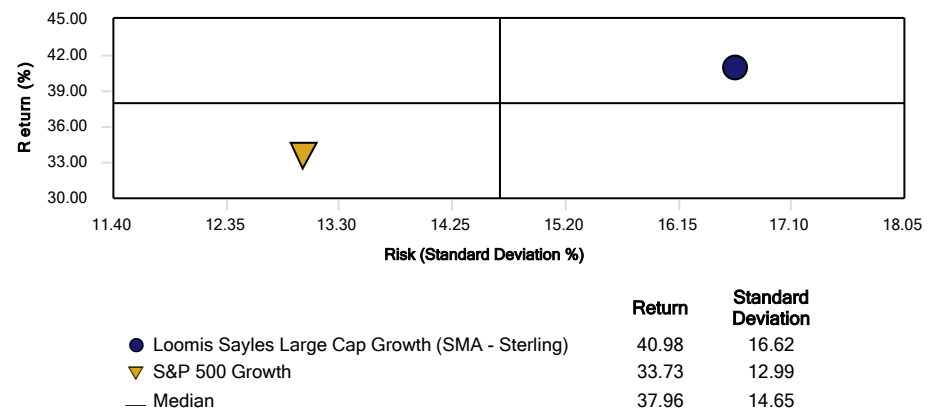 45.00
42.00
39.00
36.00
33.00
30.00
Return (%)
11.40 12.35 13.30 14.25 15.20 16.15 17.10 18.05
Risk (Standard Deviation %)
Return Standard Deviation
Loomis Sayles Large Cap Growth (SMA - Sterling) 40.98 16.62
S&P 500 Growth 33.73 12.99
Median 37.96 14.65